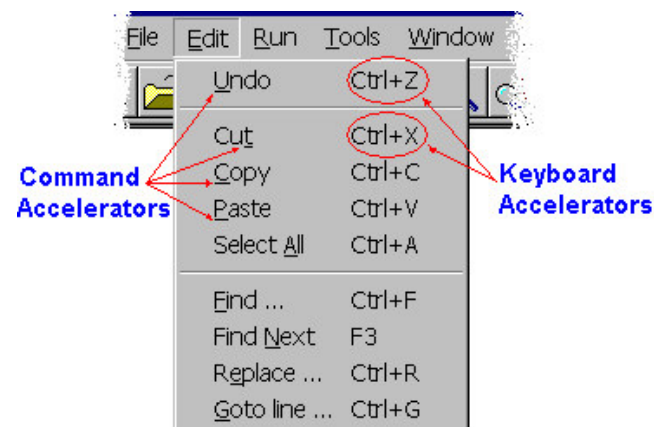 File Edit Run Tools Window
Undo Ctrl+Z
Cut Ctrl+X
Copy Ctrl+C
Paste Ctrl+V
Select All Ctrl+A
Find ... Ctrl+F
Find Next F3
Replace ... Ctrl+R
Goto line ... Ctrl+G
Command
Accelerators
Keyboard
Accelerators